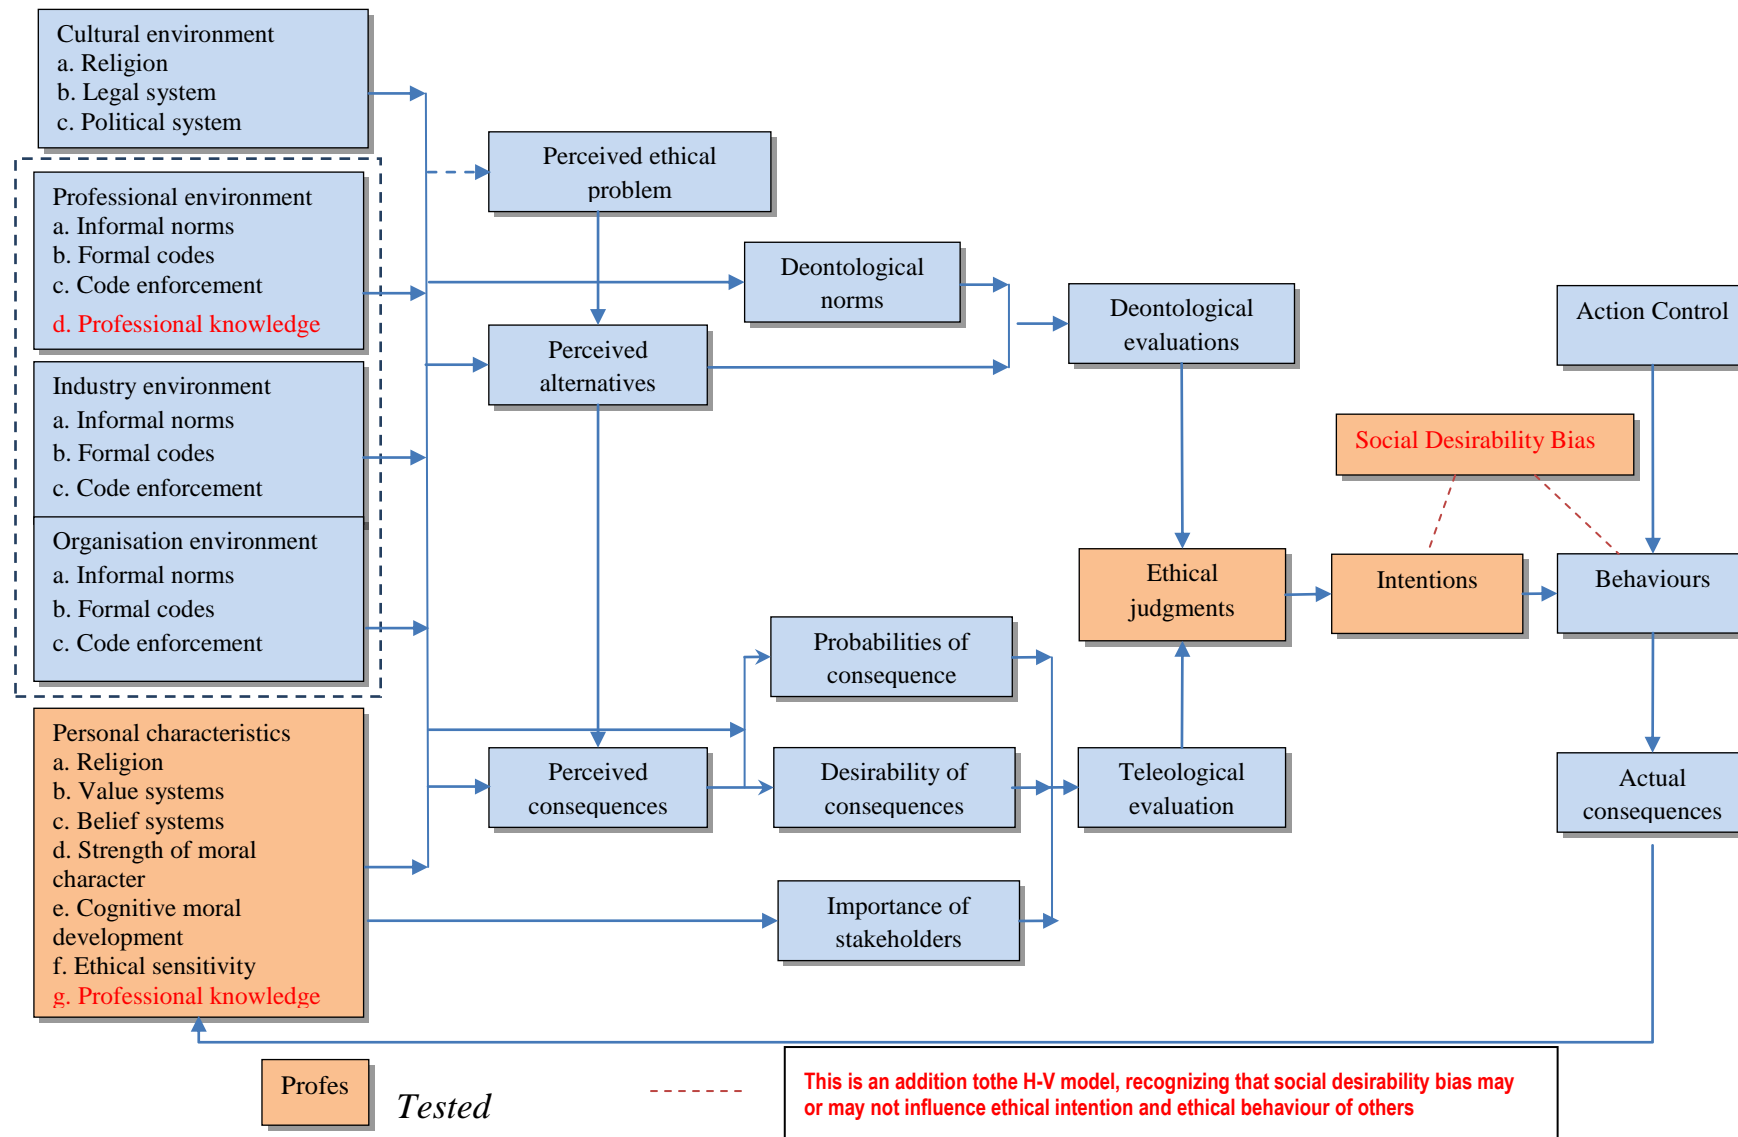 Cultural environment
a. Religion
b. Legal system
c. Political system
Professional environment
a. Informal norms
b. Formal codes
c. Code enforcement
d. Professional knowledge
Industry environment
a. Informal norms
b. Formal codes
c. Code enforcement
Organisation environment
a. Informal norms
b. Formal codes
c. Code enforcement
Personal characteristics
a. Religion
b. Value systems
c. Belief systems
d. Strength of moral
character
e. Cognitive moral
development
f. Ethical sensitivity
g. Professional knowledge
Perceived ethical
problem
Perceived
alternatives
Perceived
consequences
Deontological
norms
Probabilities of
consequence
Desirability of
consequences
Importance of
stakeholders
Deontological
evaluations
Ethical
judgments
Teleological
evaluation
Social Desirability Bias
Intentions
Action Control
Behaviours
Actual
consequences
Profes
Tested
This is an addition tothe H-V model, recognizing that social desirability bias may
or may not influence ethical intention and ethical behaviour of others